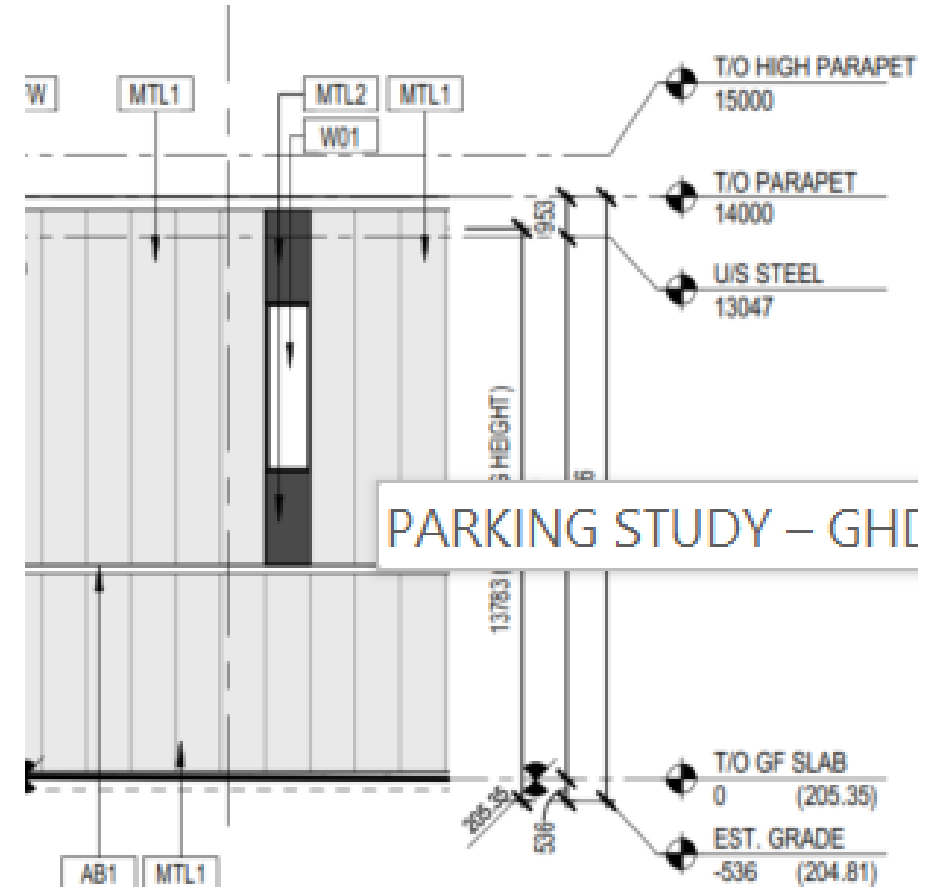 MTL1
MTL2
MTL1
W01
T/O HIGH PARAPET
15000
T/O PARAPET
14000
953
U/S STEEL
13047
HEIGHT)
PARKING STUDY – GHD
13783
T/O GF SLAB
0 (205.35)
205.35
536
EST. GRADE
-536 (204.81)
AB1
MTL1